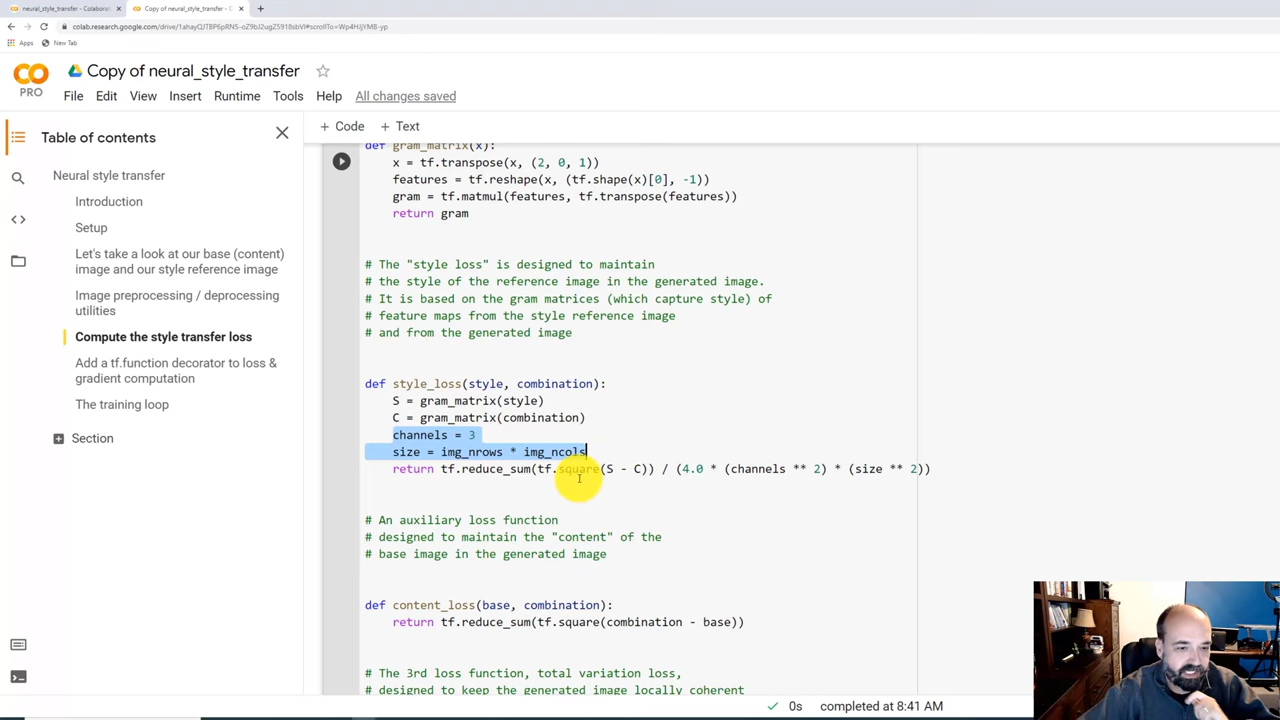 neural_style_transfer - Colaborat
Copy of neural_style_transfer - C
Apps
New Tab
Copy of neural_style_transfer
PRO
File Edit View Insert Runtime Tools Help All changes saved
Table of contents
+ Code + Text
Neural style transfer
Introduction
Setup
Let's take a look at our base (content)
image and our style reference image
Image preprocessing / deprocessing
utilities
Compute the style transfer loss
Add a tf.function decorator to loss &
gradient computation
The training loop
Section
def gram_matrix(x):
x = tf.transpose(x, (2, 0, 1))
features = tf.reshape(x, (tf.shape(x)[0], -1))
gram = tf.matmul(features, tf.transpose(features))
return gram
# The "style loss" is designed to maintain
# the style of the reference image in the generated image.
# It is based on the gram matrices (which capture style) of
# feature maps from the style reference image
# and from the generated image
def style_loss(style, combination):
S = gram_matrix(style)
C = gram_matrix(combination)
channels = 3
size = img_nrows * img_ncols
return tf.reduce_sum(tf.square(S - C)) / (4.0 * (channels ** 2) * (size ** 2))
# An auxiliary loss function
# designed to maintain the "content" of the
# base image in the generated image
def content_loss(base, combination):
return tf.reduce_sum(tf.square(combination - base))
# The 3rd loss function, total variation loss,
# designed to keep the generated image locally coherent
0s completed at 8:41 AM